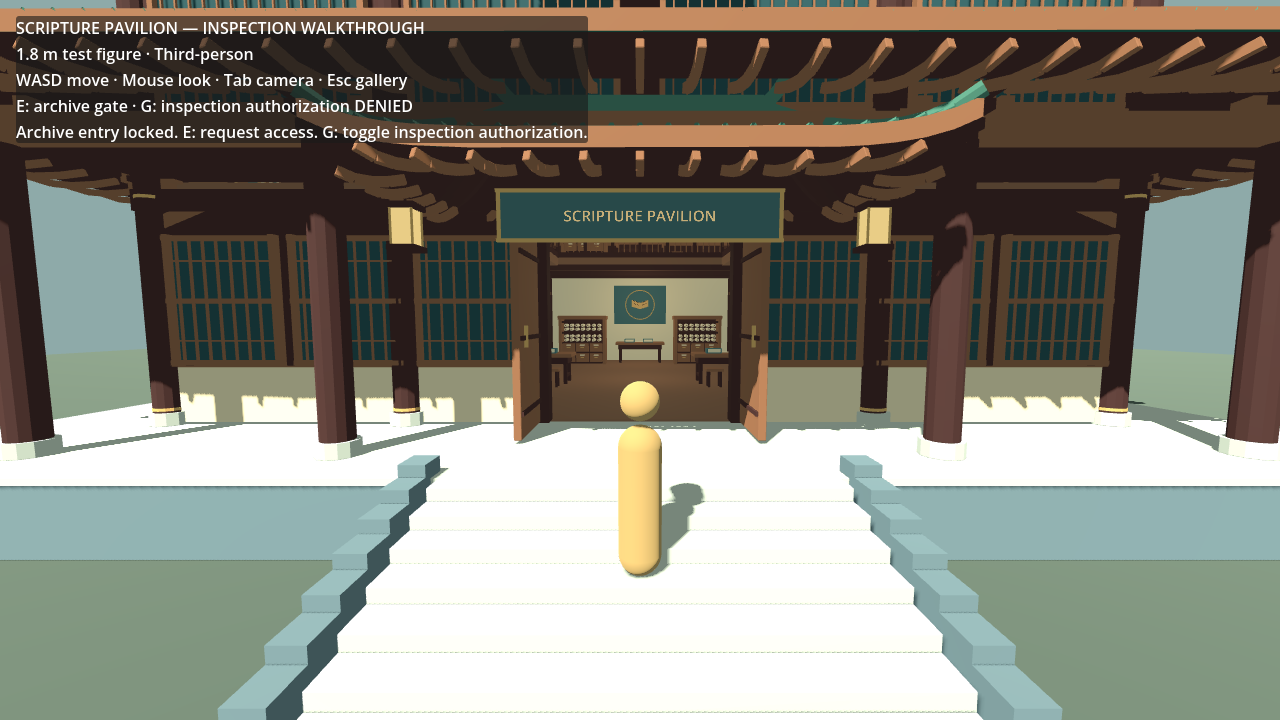 SCRIPTURE PAVILION — INSPECTION WALKTHROUGH
1.8 m test figure · Third-person
WASD move · Mouse look · Tab camera · Esc gallery
E: archive gate · G: inspection authorization DENIED
Archive entry locked. E: request access. G: toggle inspection authorization.
SCRIPTURE PAVILION